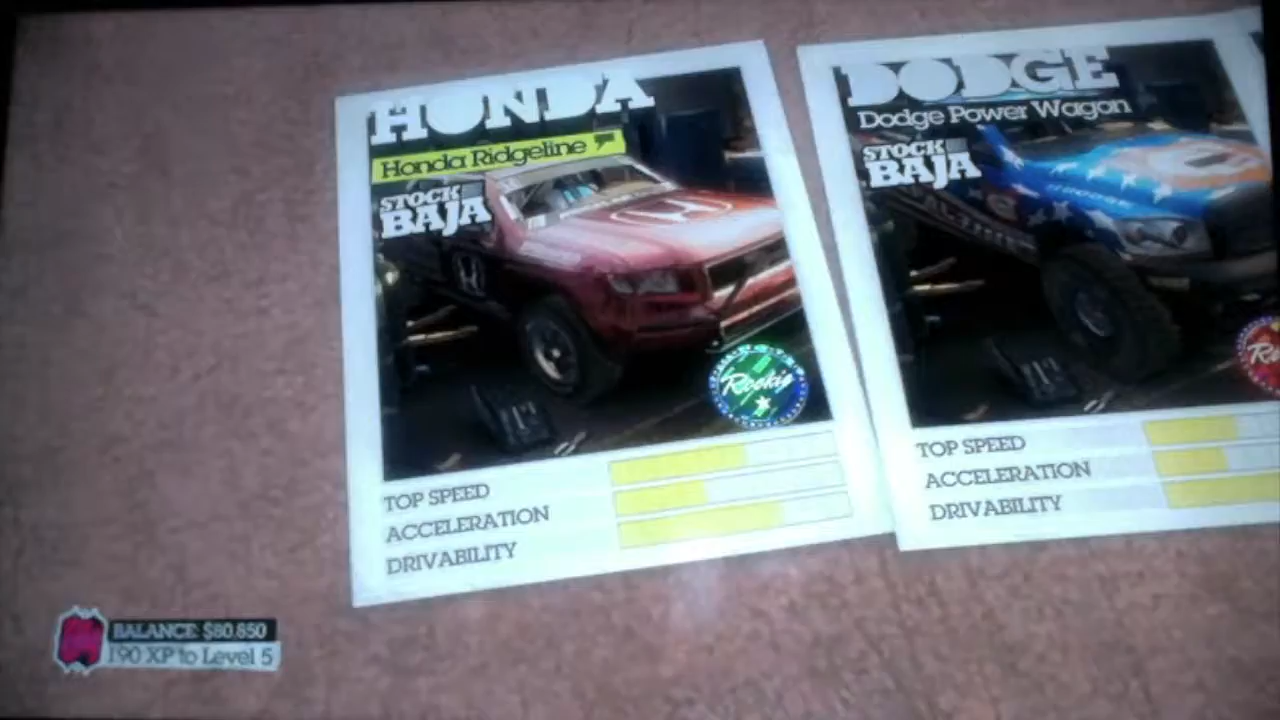 HONDA
Honda Ridgeline
STOCK
BAJA
Rookie
TOP SPEED
ACCELERATION
DRIVABILITY
DODGE
Dodge Power Wagon
STOCK
BAJA
TOP SPEED
ACCELERATION
DRIVABILITY
BALANCE: $80,850
190 XP to Level 5